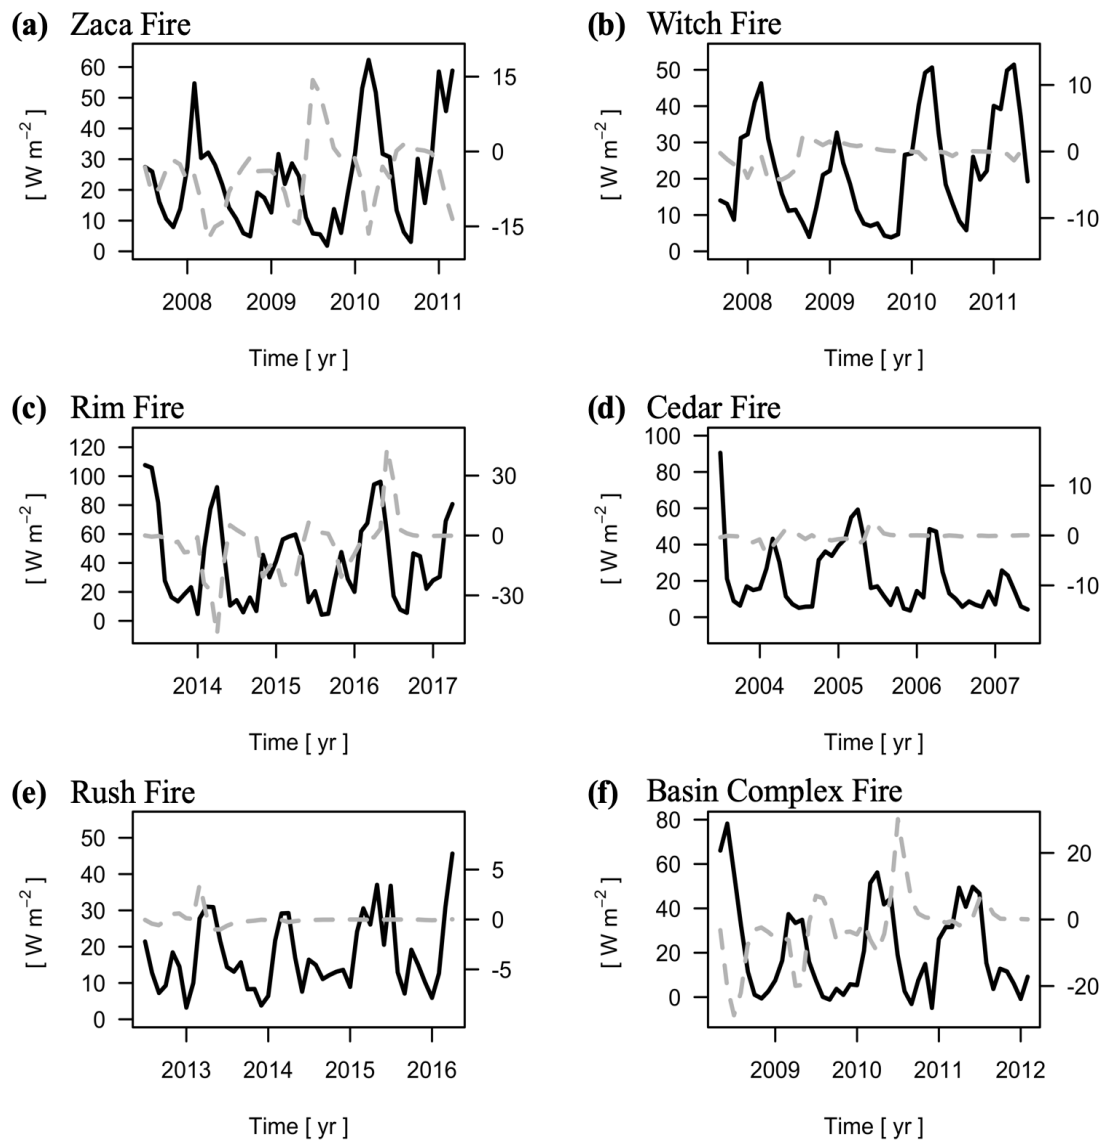 (a) Zaca Fire
[ W m−2 ]
60
50
40
30
20
10
0
15
0
-15
2008 2009 2010 2011
Time [ yr ]
(b) Witch Fire
[ W m−2 ]
50
40
30
20
10
0
10
0
-10
2008 2009 2010 2011
Time [ yr ]
(c) Rim Fire
[ W m−2 ]
120
100
80
60
40
20
0
30
0
-30
2014 2015 2016 2017
Time [ yr ]
(d) Cedar Fire
[ W m−2 ]
100
80
60
40
20
0
10
0
-10
2004 2005 2006 2007
Time [ yr ]
(e) Rush Fire
[ W m−2 ]
50
40
30
20
10
0
5
0
-5
2013 2014 2015 2016
Time [ yr ]
(f) Basin Complex Fire
[ W m−2 ]
80
60
40
20
0
20
0
-20
2009 2010 2011 2012
Time [ yr ]